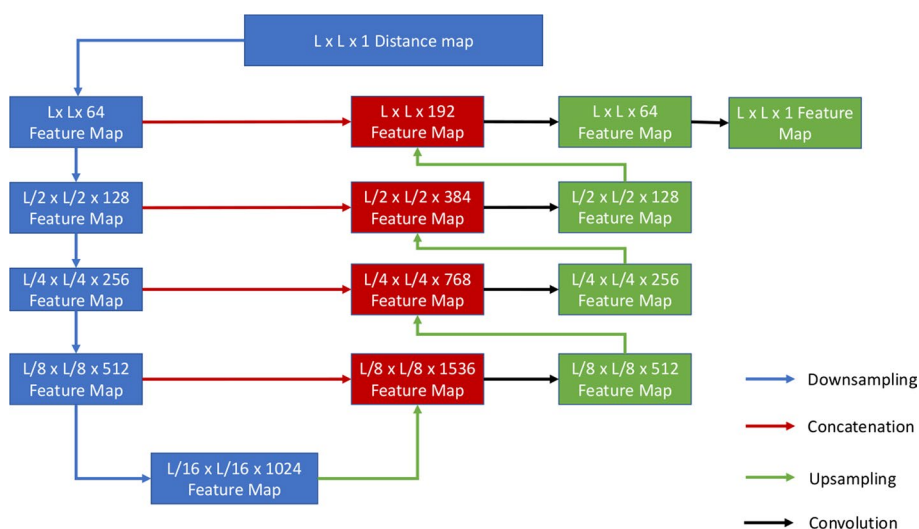 L x L x 1 Distance map
Lx Lx 64
Feature Map
L x L x 192
Feature Map
L x L x 64
Feature Map
L x L x 1 Feature
Map
L/2 x L/2 x 128
Feature Map
L/2 x L/2 x 384
Feature Map
L/2 x L/2 x 128
Feature Map
L/4 x L/4 x 256
Feature Map
L/4 x L/4 x 768
Feature Map
L/4 x L/4 x 256
Feature Map
L/8 x L/8 x 512
Feature Map
L/8 x L/8 x 1536
Feature Map
L/8 x L/8 x 512
Feature Map
L/16 x L/16 x 1024
Feature Map
Downsampling
Concatenation
Upsampling
Convolution